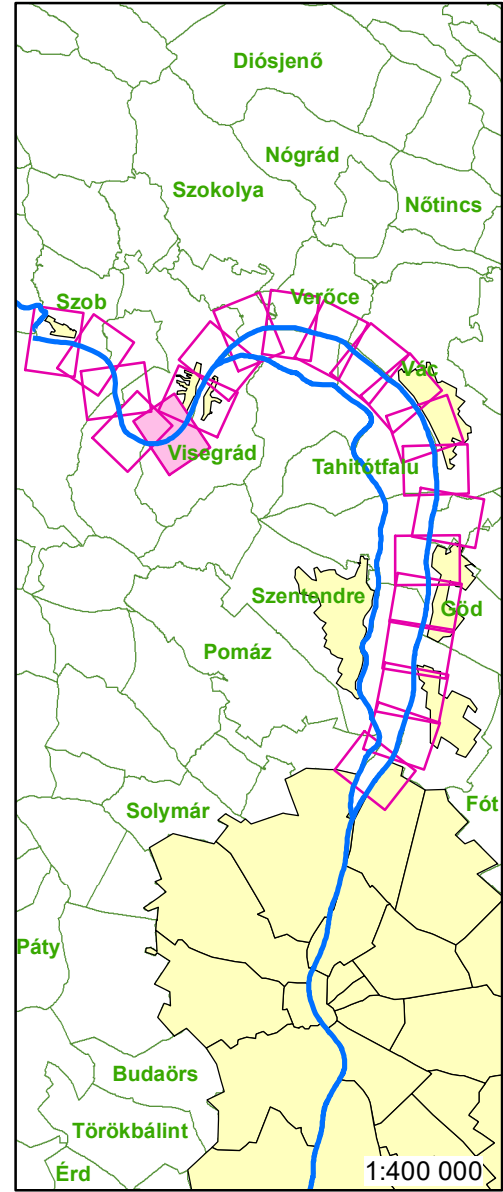 Diósjenő
Nógrád
Szokolya
Nőtincs
Szob
Verőce
Vác
Visegrád
Tahitótfalu
Szentendre
Göd
Pomáz
Solymár
Fót
Páty
Budaörs
Törökbálint
Érd
1:400 000